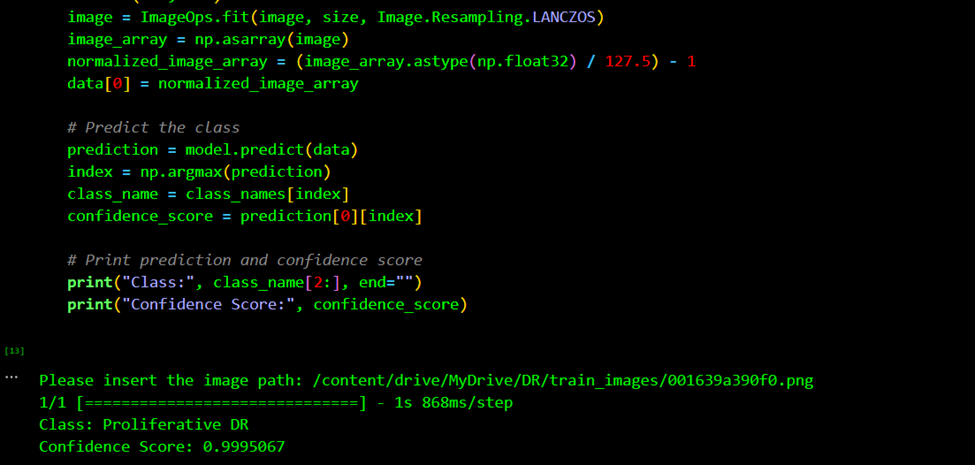 image = ImageOps.fit(image, size, Image.Resampling.LANCZOS)
image_array = np.asarray(image)
normalized_image_array = (image_array.astype(np.float32) / 127.5) - 1
data[0] = normalized_image_array
# Predict the class
prediction = model.predict(data)
index = np.argmax(prediction)
class_name = class_names[index]
confidence_score = prediction[0][index]
# Print prediction and confidence score
print("Class:", class_name[2:], end="")
print("Confidence Score:", confidence_score)
[13]
...
Please insert the image path: /content/drive/MyDrive/DR/train_images/001639a390f0.png
1/1 [==============================] - 1s 868ms/step
Class: Proliferative DR
Confidence Score: 0.9995067